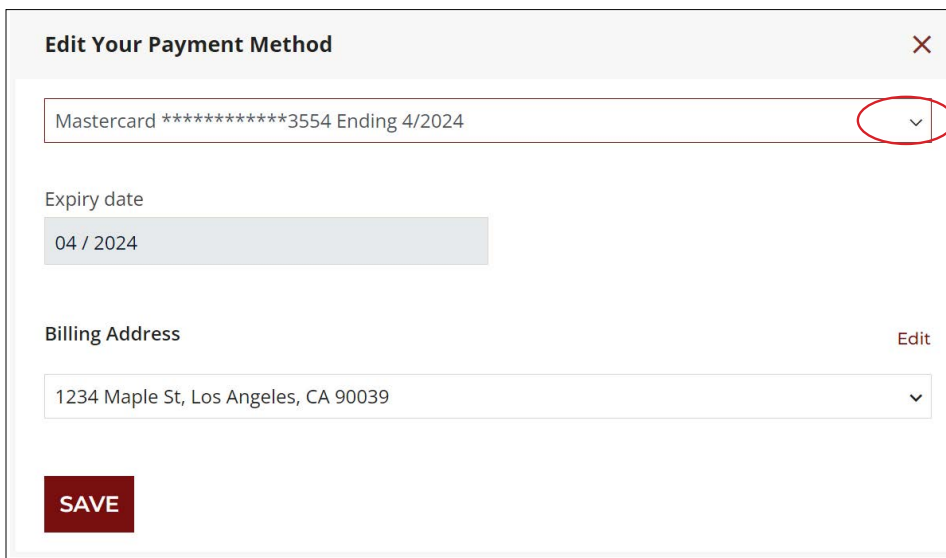 Edit Your Payment Method
Mastercard ************3554 Ending 4/2024
Expiry date
04 / 2024
Billing Address
Edit
1234 Maple St, Los Angeles, CA 90039
SAVE